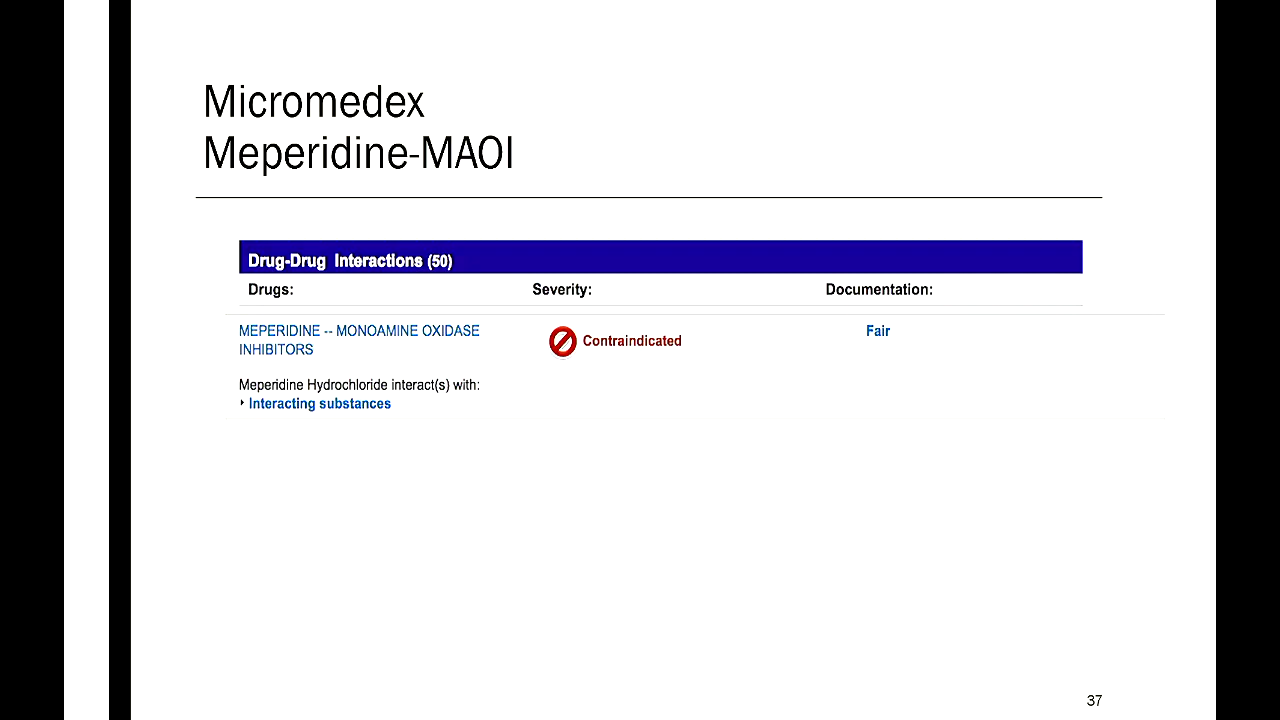 Micromedex
Meperidine-MAOI
Drug-Drug Interactions (50)
Drugs: Severity: Documentation:
MEPERIDINE -- MONOAMINE OXIDASE
INHIBITORS
Contraindicated
Fair
Meperidine Hydrochloride interact(s) with:
Interacting substances
37